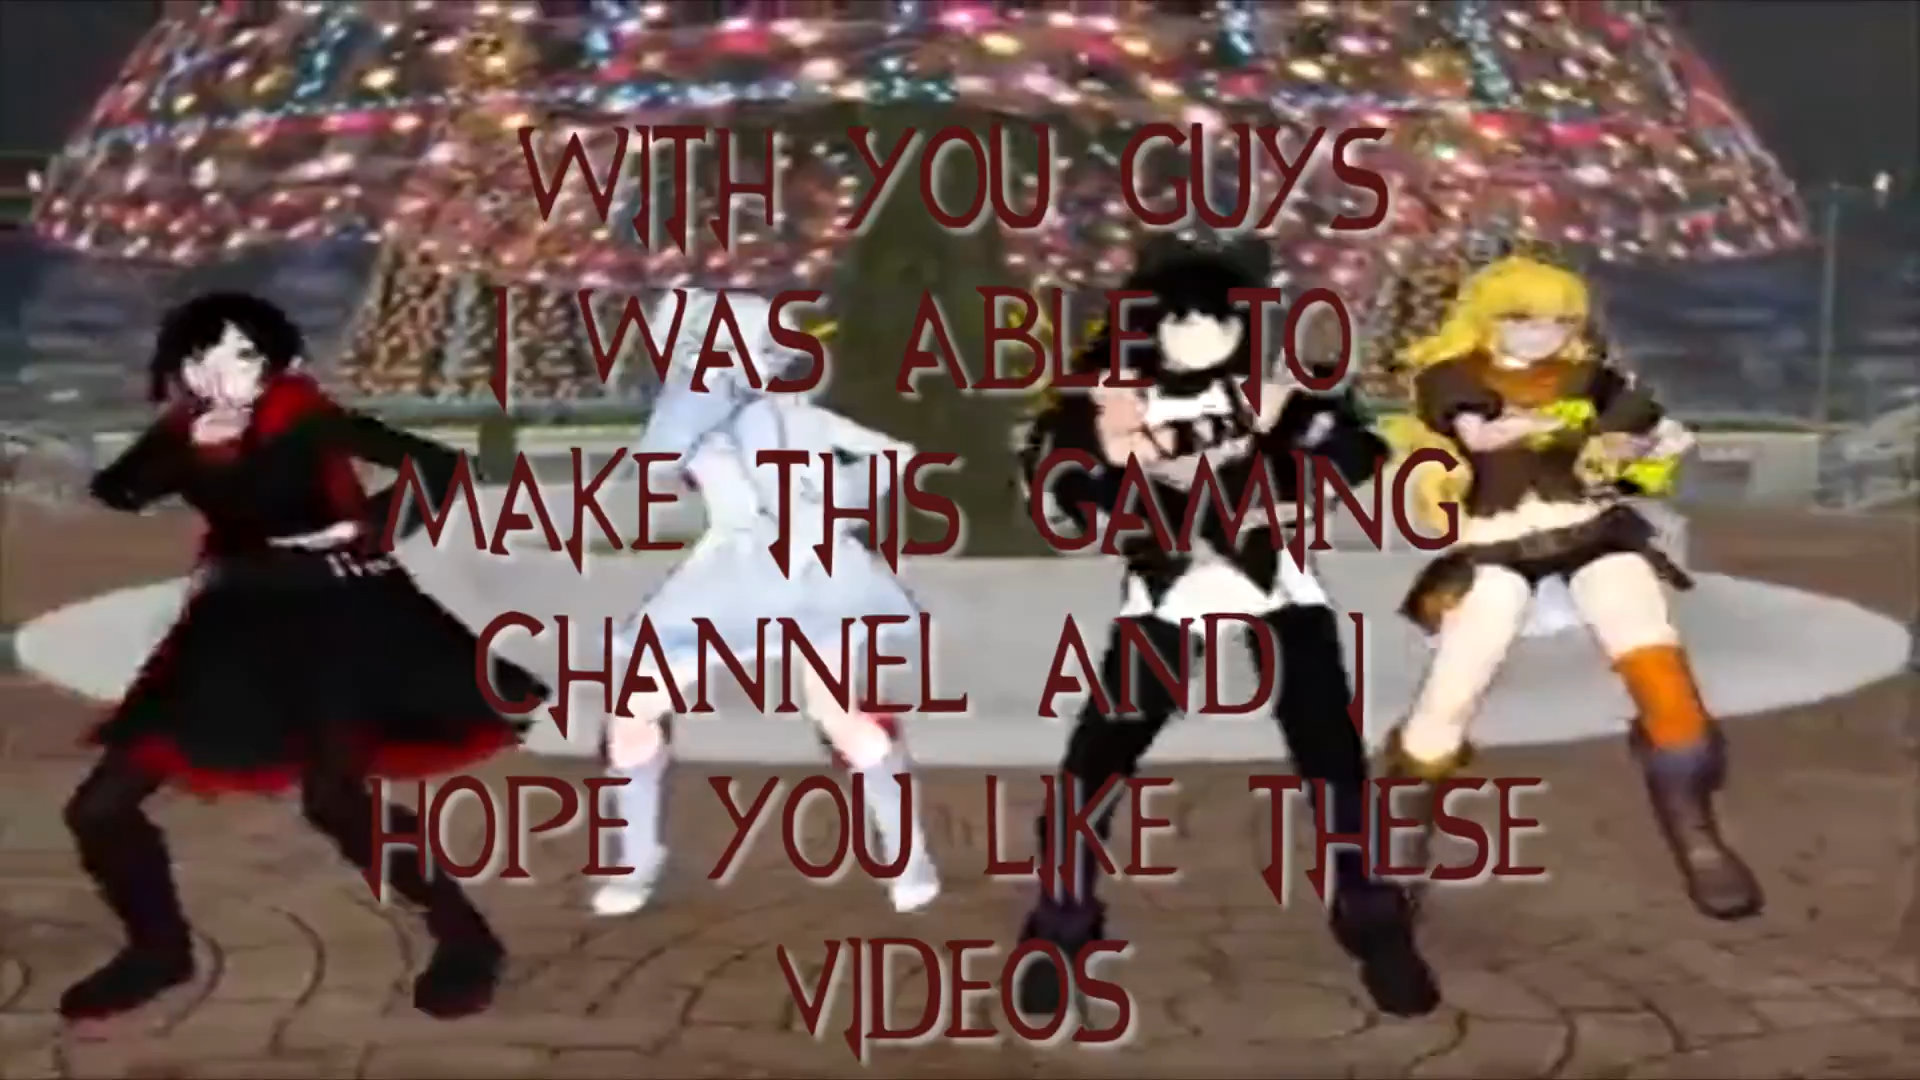 WITH YOU GUYS
I WAS ABLE TO
MAKE THIS GAMING
CHANNEL AND I
HOPE YOU LIKE THESE
VIDEOS